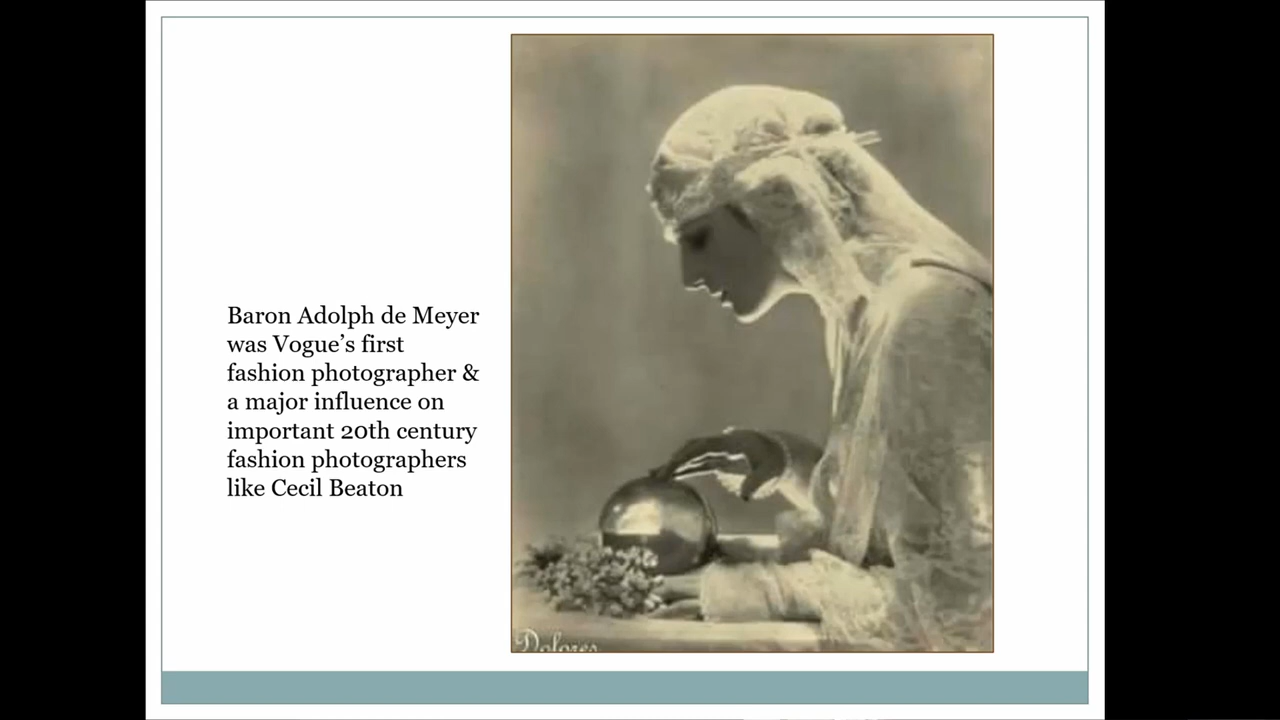 Baron Adolph de Meyer
was Vogue’s first
fashion photographer &
a major influence on
important 20th century
fashion photographers
like Cecil Beaton
Dolores